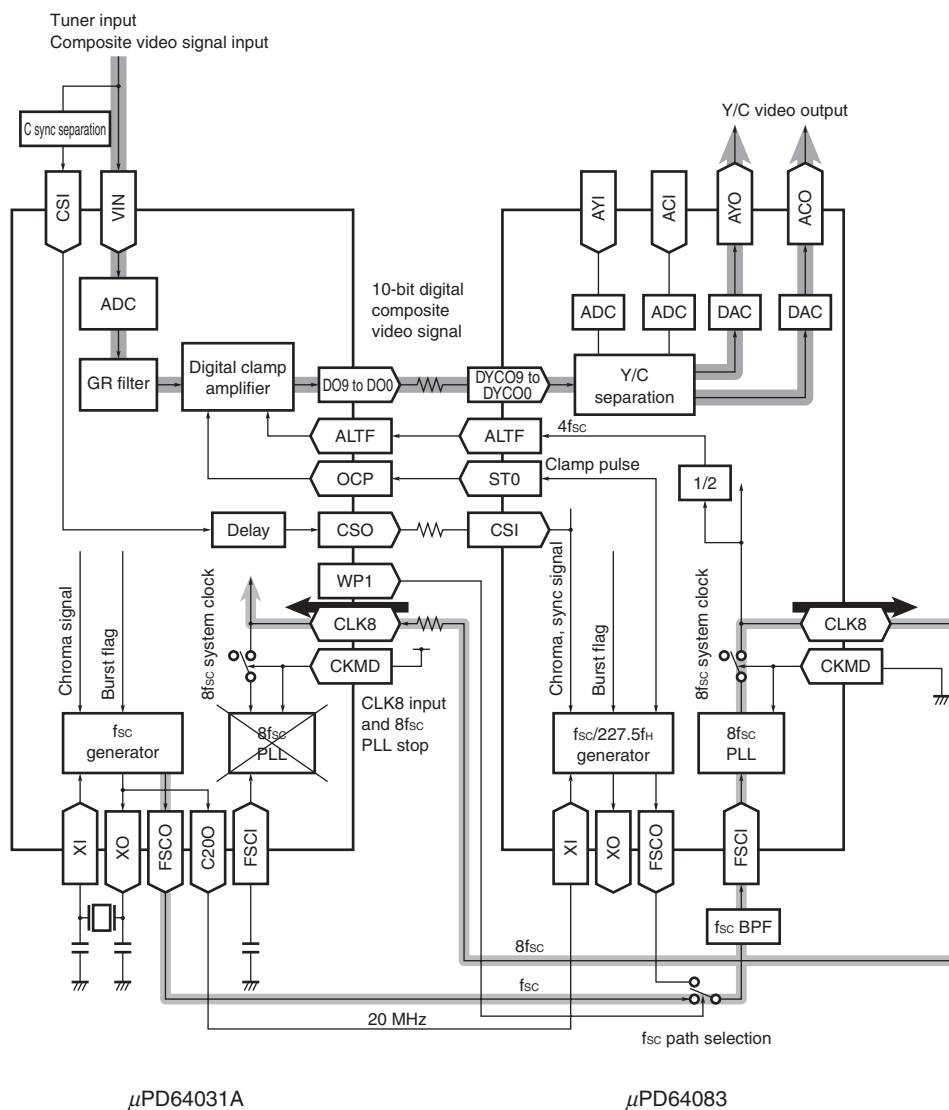 Tuner input
Composite video signal input
C sync separation
Y/C video output
CSI
VIN
AYI
ACI
AYO
ACO
ADC
10-bit digital
composite
video signal
ADC
ADC
DAC
DAC
GR filter
Digital clamp
amplifier
DO9 to DO0
DYCO9 to
DYCO0
Y/C
separation
ALTF
ALTF
4fsc
OCP
ST0
Clamp pulse
1/2
Delay
CSO
CSI
WP1
Chroma signal
Burst flag
8fsc system clock
CLK8
CKMD
Chroma, sync signal
Burst flag
8fsc system clock
CLK8
CKMD
CLK8 input
and 8fsc
PLL stop
fsc
generator
8fsc
PLL
fsc/227.5fH
generator
8fsc
PLL
XI
XO
FSCO
C20O
FSCI
XI
XO
FSCO
FSCI
fsc BPF
8fsc
fsc
20 MHz
fsc path selection
μPD64031A
μPD64083